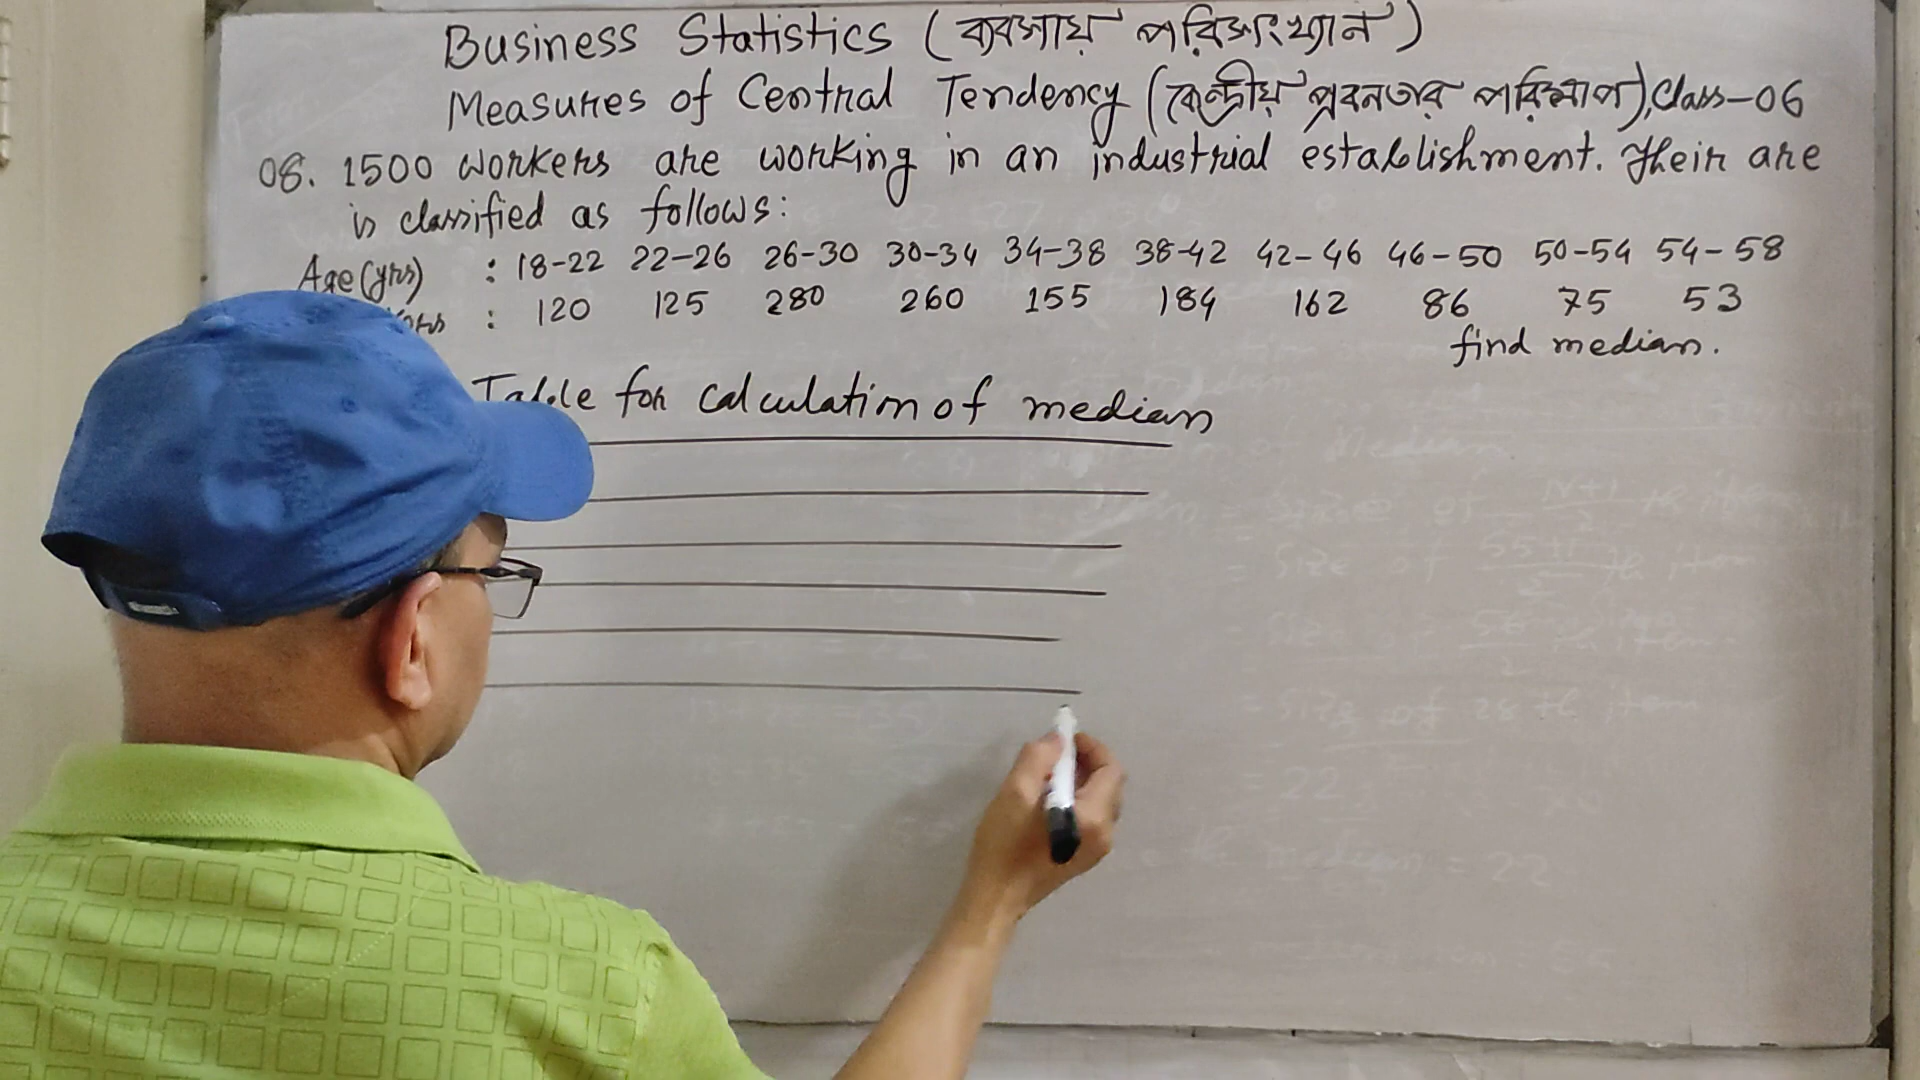 Business Statistics (ব্যবসায় পরিসংখ্যান)
Measures of Central Tendency (কেন্দ্রীয় প্রবনতার পরিমাপ), Class-06
08. 1500 workers are working in an industrial establishment. Their are
is classified as follows:
Age (yrs) : 18-22 22-26 26-30 30-34 34-38 38-42 42-46 46-50 50-54 54-58
: 120 125 280 260 155 184 162 86 75 53
find median.
Table for calculation of median